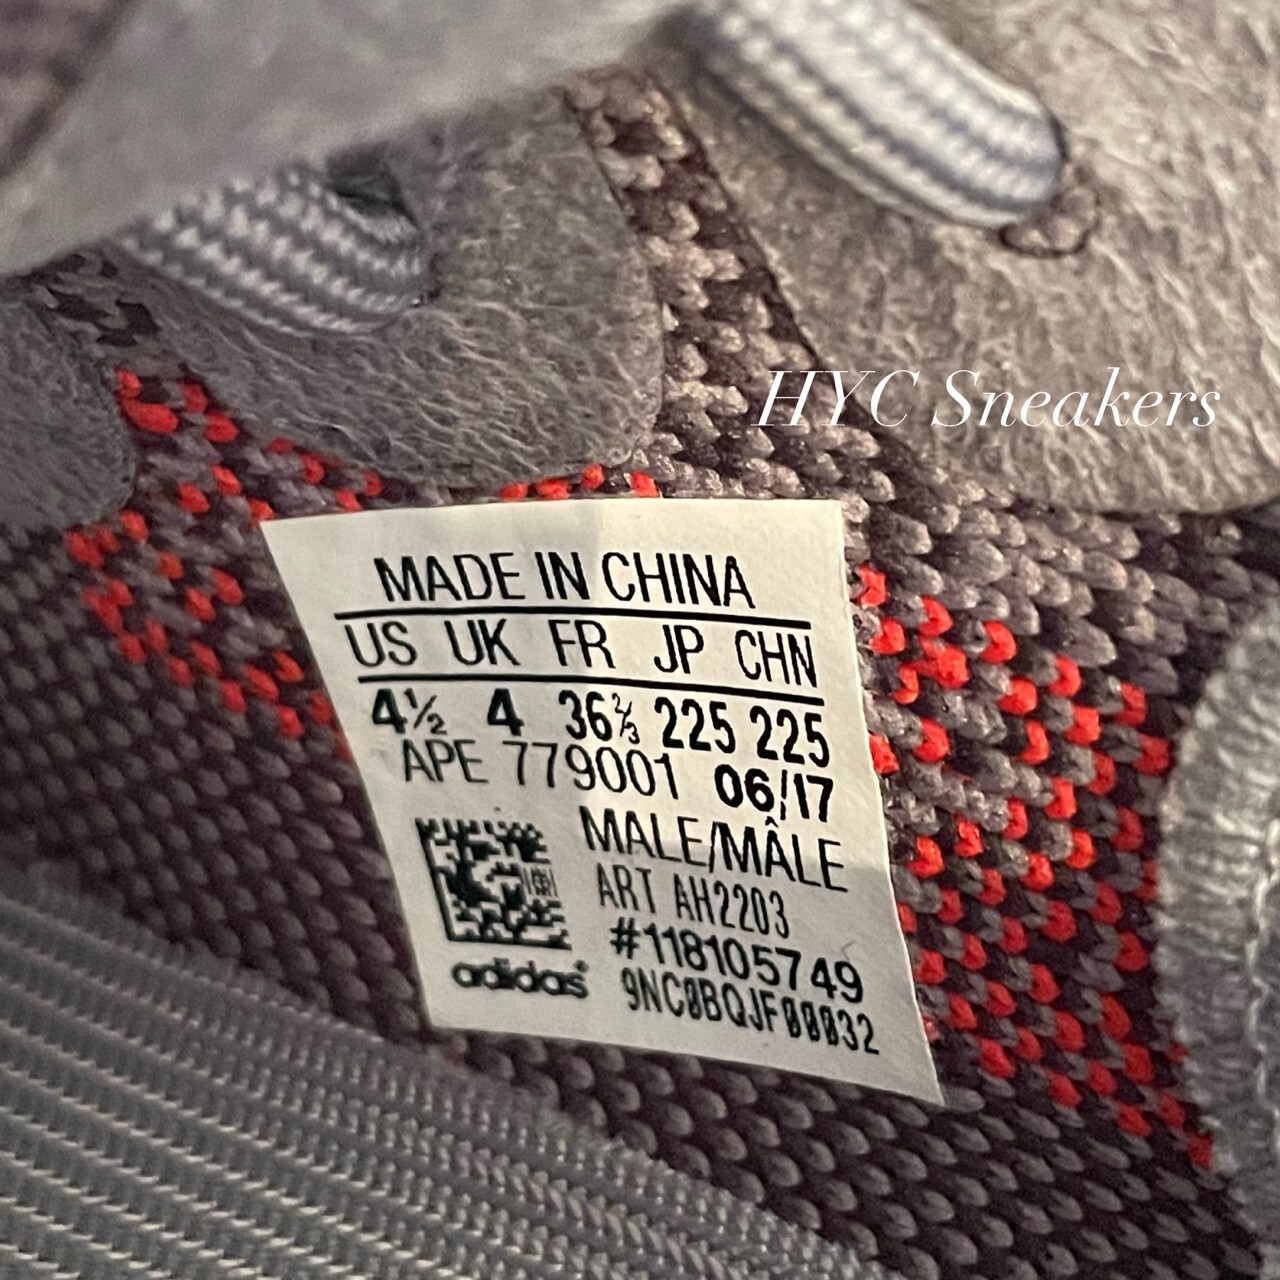 HYC Sneakers
MADE IN CHINA
US UK FR JP CHN
4½ 4 36⅔ 225 225
APE 779001 06/17
MALE/MÂLE
ART AH2203
#118105749
adidas®
9NC0BQJF00032